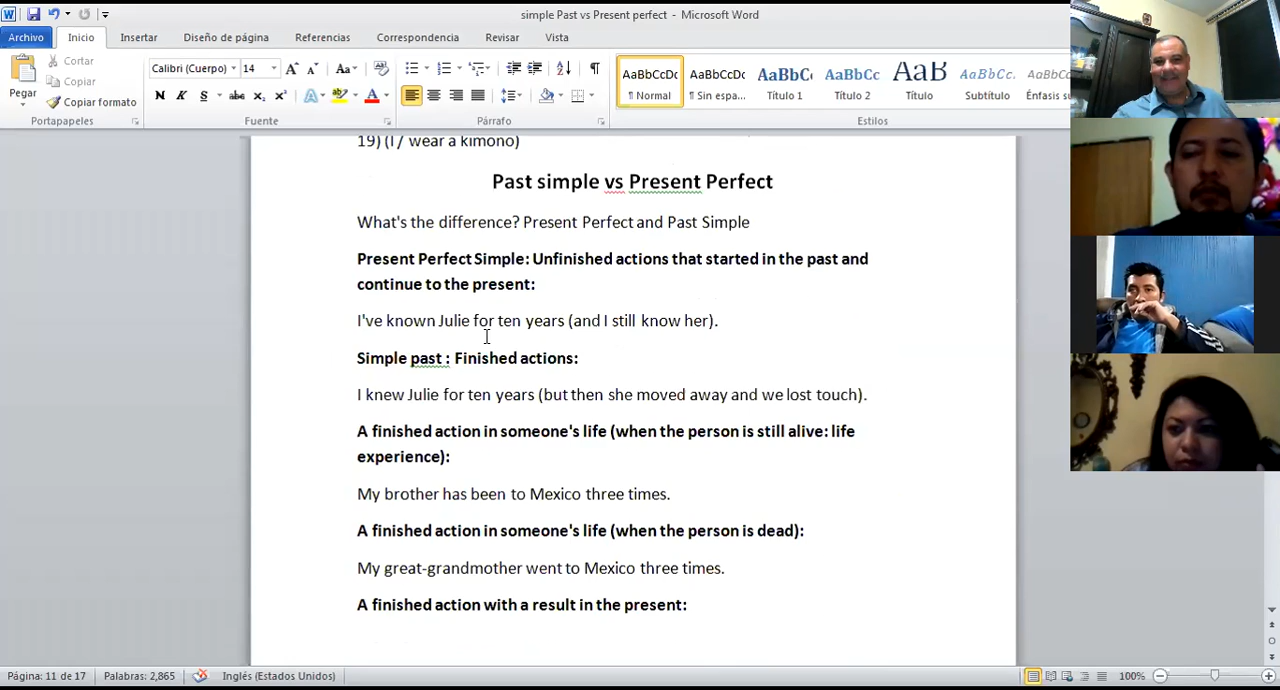 simple Past vs Present perfect - Microsoft Word
Archivo Inicio Insertar Diseño de página Referencias Correspondencia Revisar Vista
Pegar
Cortar
Copiar
Copiar formato
Portapapeles
Calibri (Cuerpo) 14
Fuente
Párrafo
AaBbCcDc AaBbCcDc AaBbC AaBbCc AaB AaBbCc. AaBbCc
¶ Normal ¶ Sin espa... Título 1 Título 2 Título Subtítulo Énfasis s
Estilos
19) (I / wear a kimono)
Past simple vs Present Perfect
What's the difference? Present Perfect and Past Simple
Present Perfect Simple: Unfinished actions that started in the past and
continue to the present:
I've known Julie for ten years (and I still know her).
Simple past : Finished actions:
I knew Julie for ten years (but then she moved away and we lost touch).
A finished action in someone's life (when the person is still alive: life
experience):
My brother has been to Mexico three times.
A finished action in someone's life (when the person is dead):
My great-grandmother went to Mexico three times.
A finished action with a result in the present:
Página: 11 de 17 Palabras: 2,865 Inglés (Estados Unidos) 100%